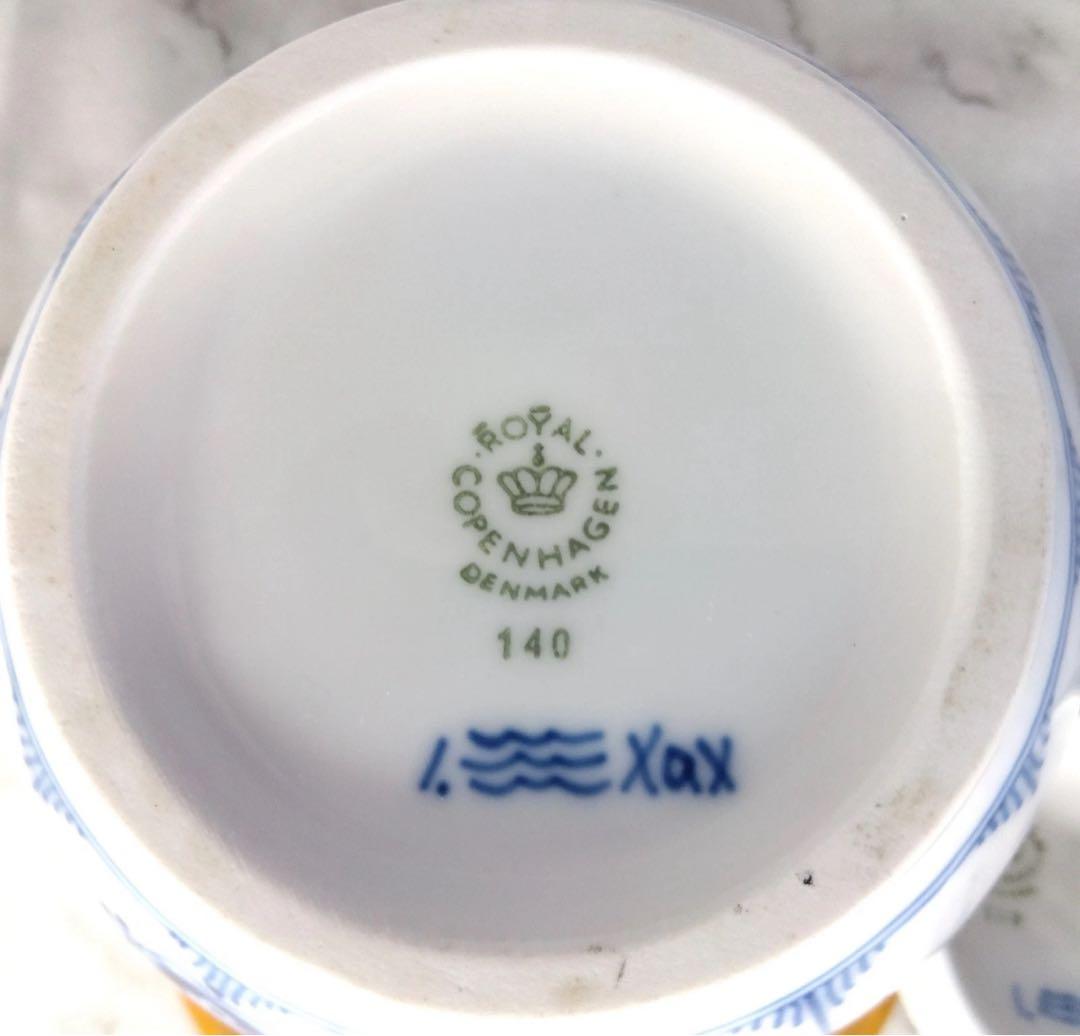 ·ROYAL·
COPENHAGEN
DENMARK
140
1. Xax